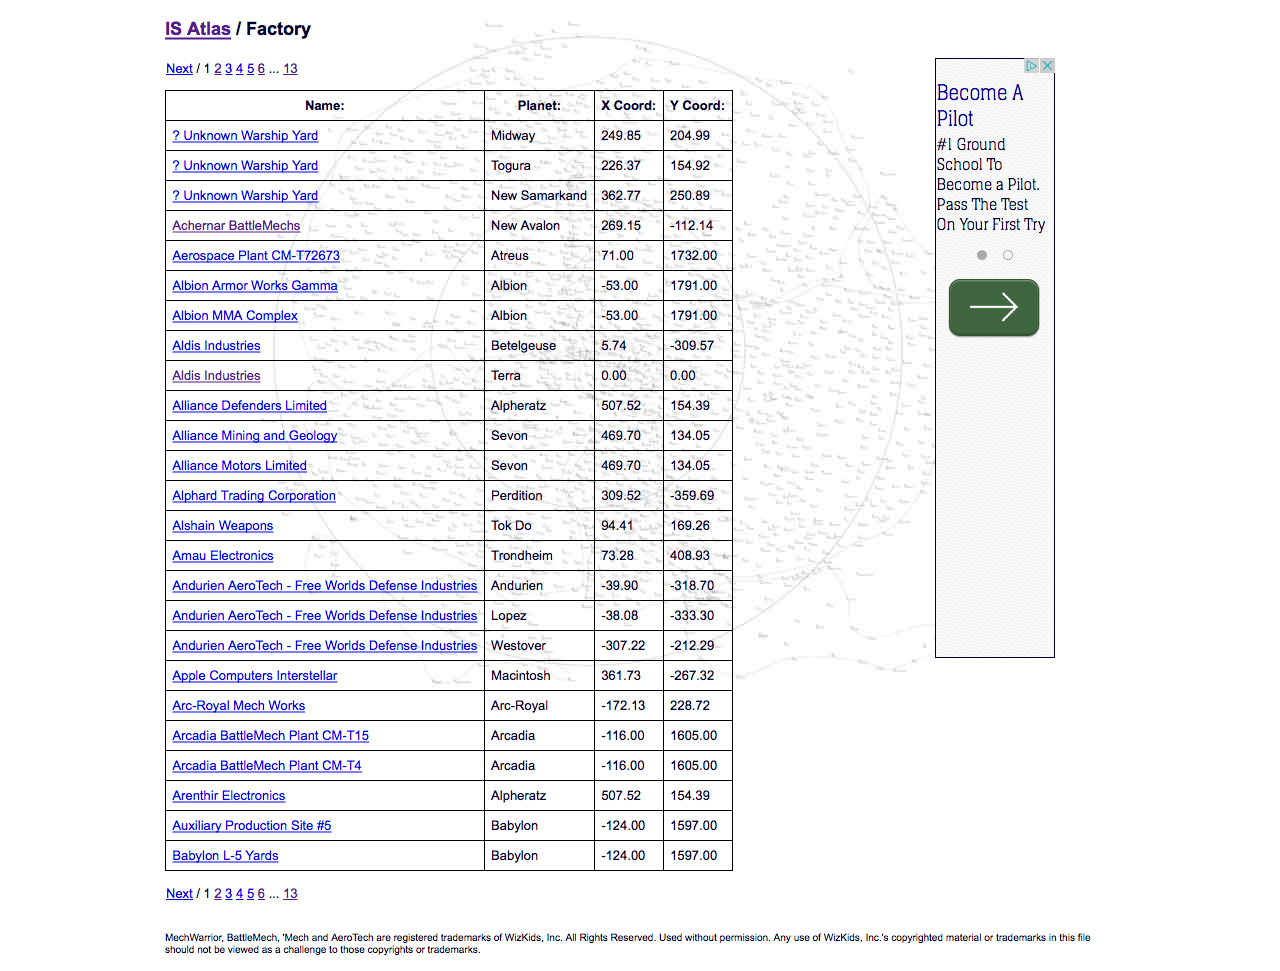 IS Atlas / Factory
Next / 1 2 3 4 5 6 ... 13
Name: Planet: X Coord: Y Coord:
? Unknown Warship Yard Midway 249.85 204.99
? Unknown Warship Yard Togura 226.37 154.92
? Unknown Warship Yard New Samarkand 362.77 250.89
Achernar BattleMechs New Avalon 269.15 -112.14
Aerospace Plant CM-T72673 Atreus 71.00 1732.00
Albion Armor Works Gamma Albion -53.00 1791.00
Albion MMA Complex Albion -53.00 1791.00
Aldis Industries Betelgeuse 5.74 -309.57
Aldis Industries Terra 0.00 0.00
Alliance Defenders Limited Alpheratz 507.52 154.39
Alliance Mining and Geology Sevon 469.70 134.05
Alliance Motors Limited Sevon 469.70 134.05
Alphard Trading Corporation Perdition 309.52 -359.69
Alshain Weapons Tok Do 94.41 169.26
Amau Electronics Trondheim 73.28 408.93
Andurien AeroTech - Free Worlds Defense Industries Andurien -39.90 -318.70
Andurien AeroTech - Free Worlds Defense Industries Lopez -38.08 -333.30
Andurien AeroTech - Free Worlds Defense Industries Westover -307.22 -212.29
Apple Computers Interstellar Macintosh 361.73 -267.32
Arc-Royal Mech Works Arc-Royal -172.13 228.72
Arcadia BattleMech Plant CM-T15 Arcadia -116.00 1605.00
Arcadia BattleMech Plant CM-T4 Arcadia -116.00 1605.00
Arenthir Electronics Alpheratz 507.52 154.39
Auxiliary Production Site #5 Babylon -124.00 1597.00
Babylon L-5 Yards Babylon -124.00 1597.00
Next / 1 2 3 4 5 6 ... 13
Become A
Pilot
#1 Ground
School To
Become a Pilot.
Pass The Test
On Your First Try
MechWarrior, BattleMech, 'Mech and AeroTech are registered trademarks of WizKids, Inc. All Rights Reserved. Used without permission. Any use of WizKids, Inc.'s copyrighted material or trademarks in this file
should not be viewed as a challenge to those copyrights or trademarks.